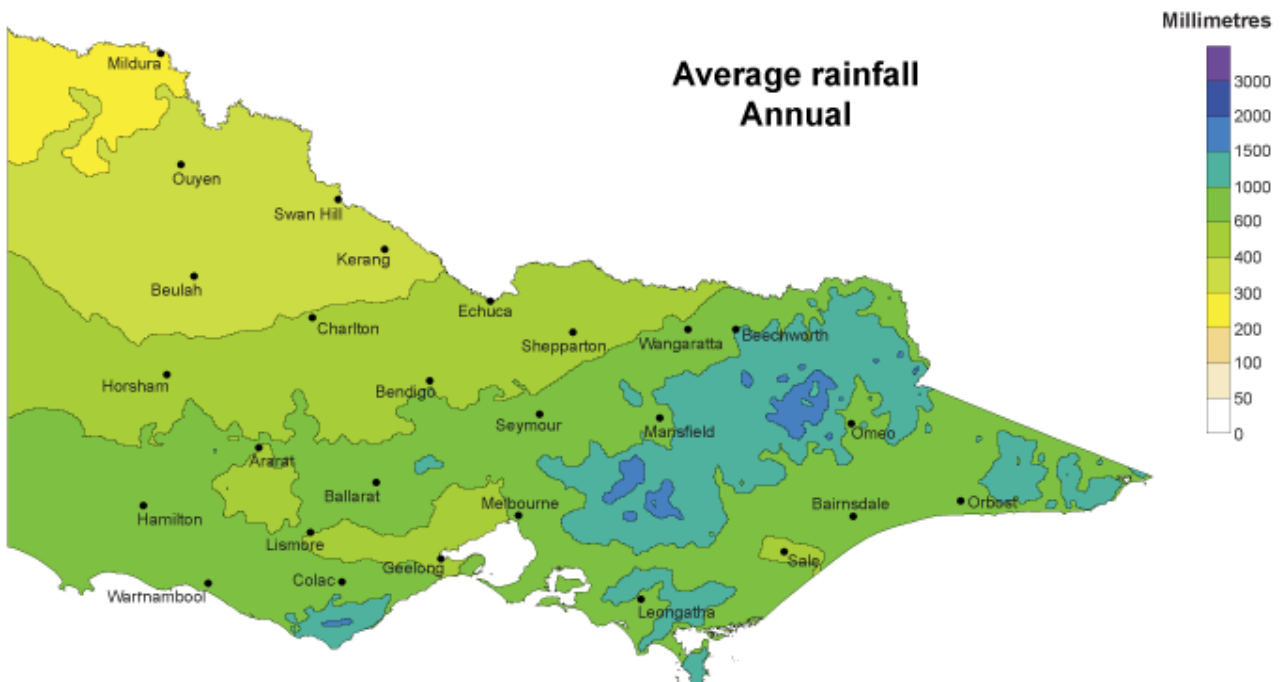 Millimetres
Average rainfall
Annual
3000
2000
1500
1000
600
400
300
200
100
50
0
Mildura
Ouyen
Swan Hill
Kerang
Beulah
Echuca
Charlton
Shepparton
Wangaratta
Beechworth
Horsham
Bendigo
Seymour
Mansfield
Omeo
Ararat
Ballarat
Melbourne
Bairnsdale
Orbost
Hamilton
Lismore
Geelong
Sale
Colac
Warrnambool
Leongatha